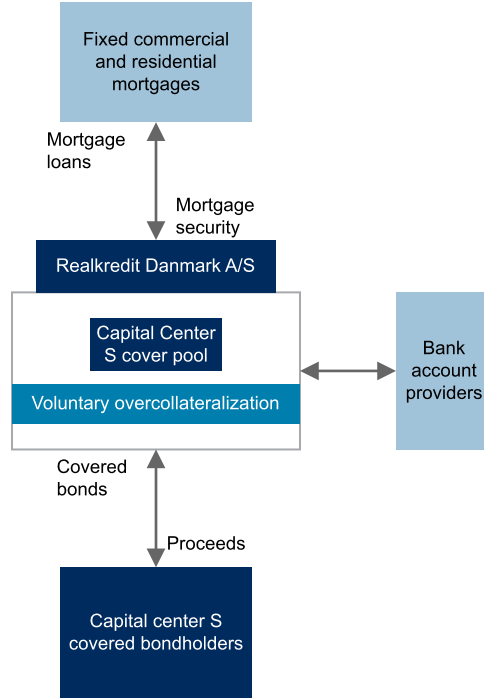 Fixed commercial
and residential
mortgages
Mortgage
loans
Mortgage
security
Realkredit Danmark A/S
Capital Center
S cover pool
Voluntary overcollateralization
Bank
account
providers
Covered
bonds
Proceeds
Capital center S
covered bondholders